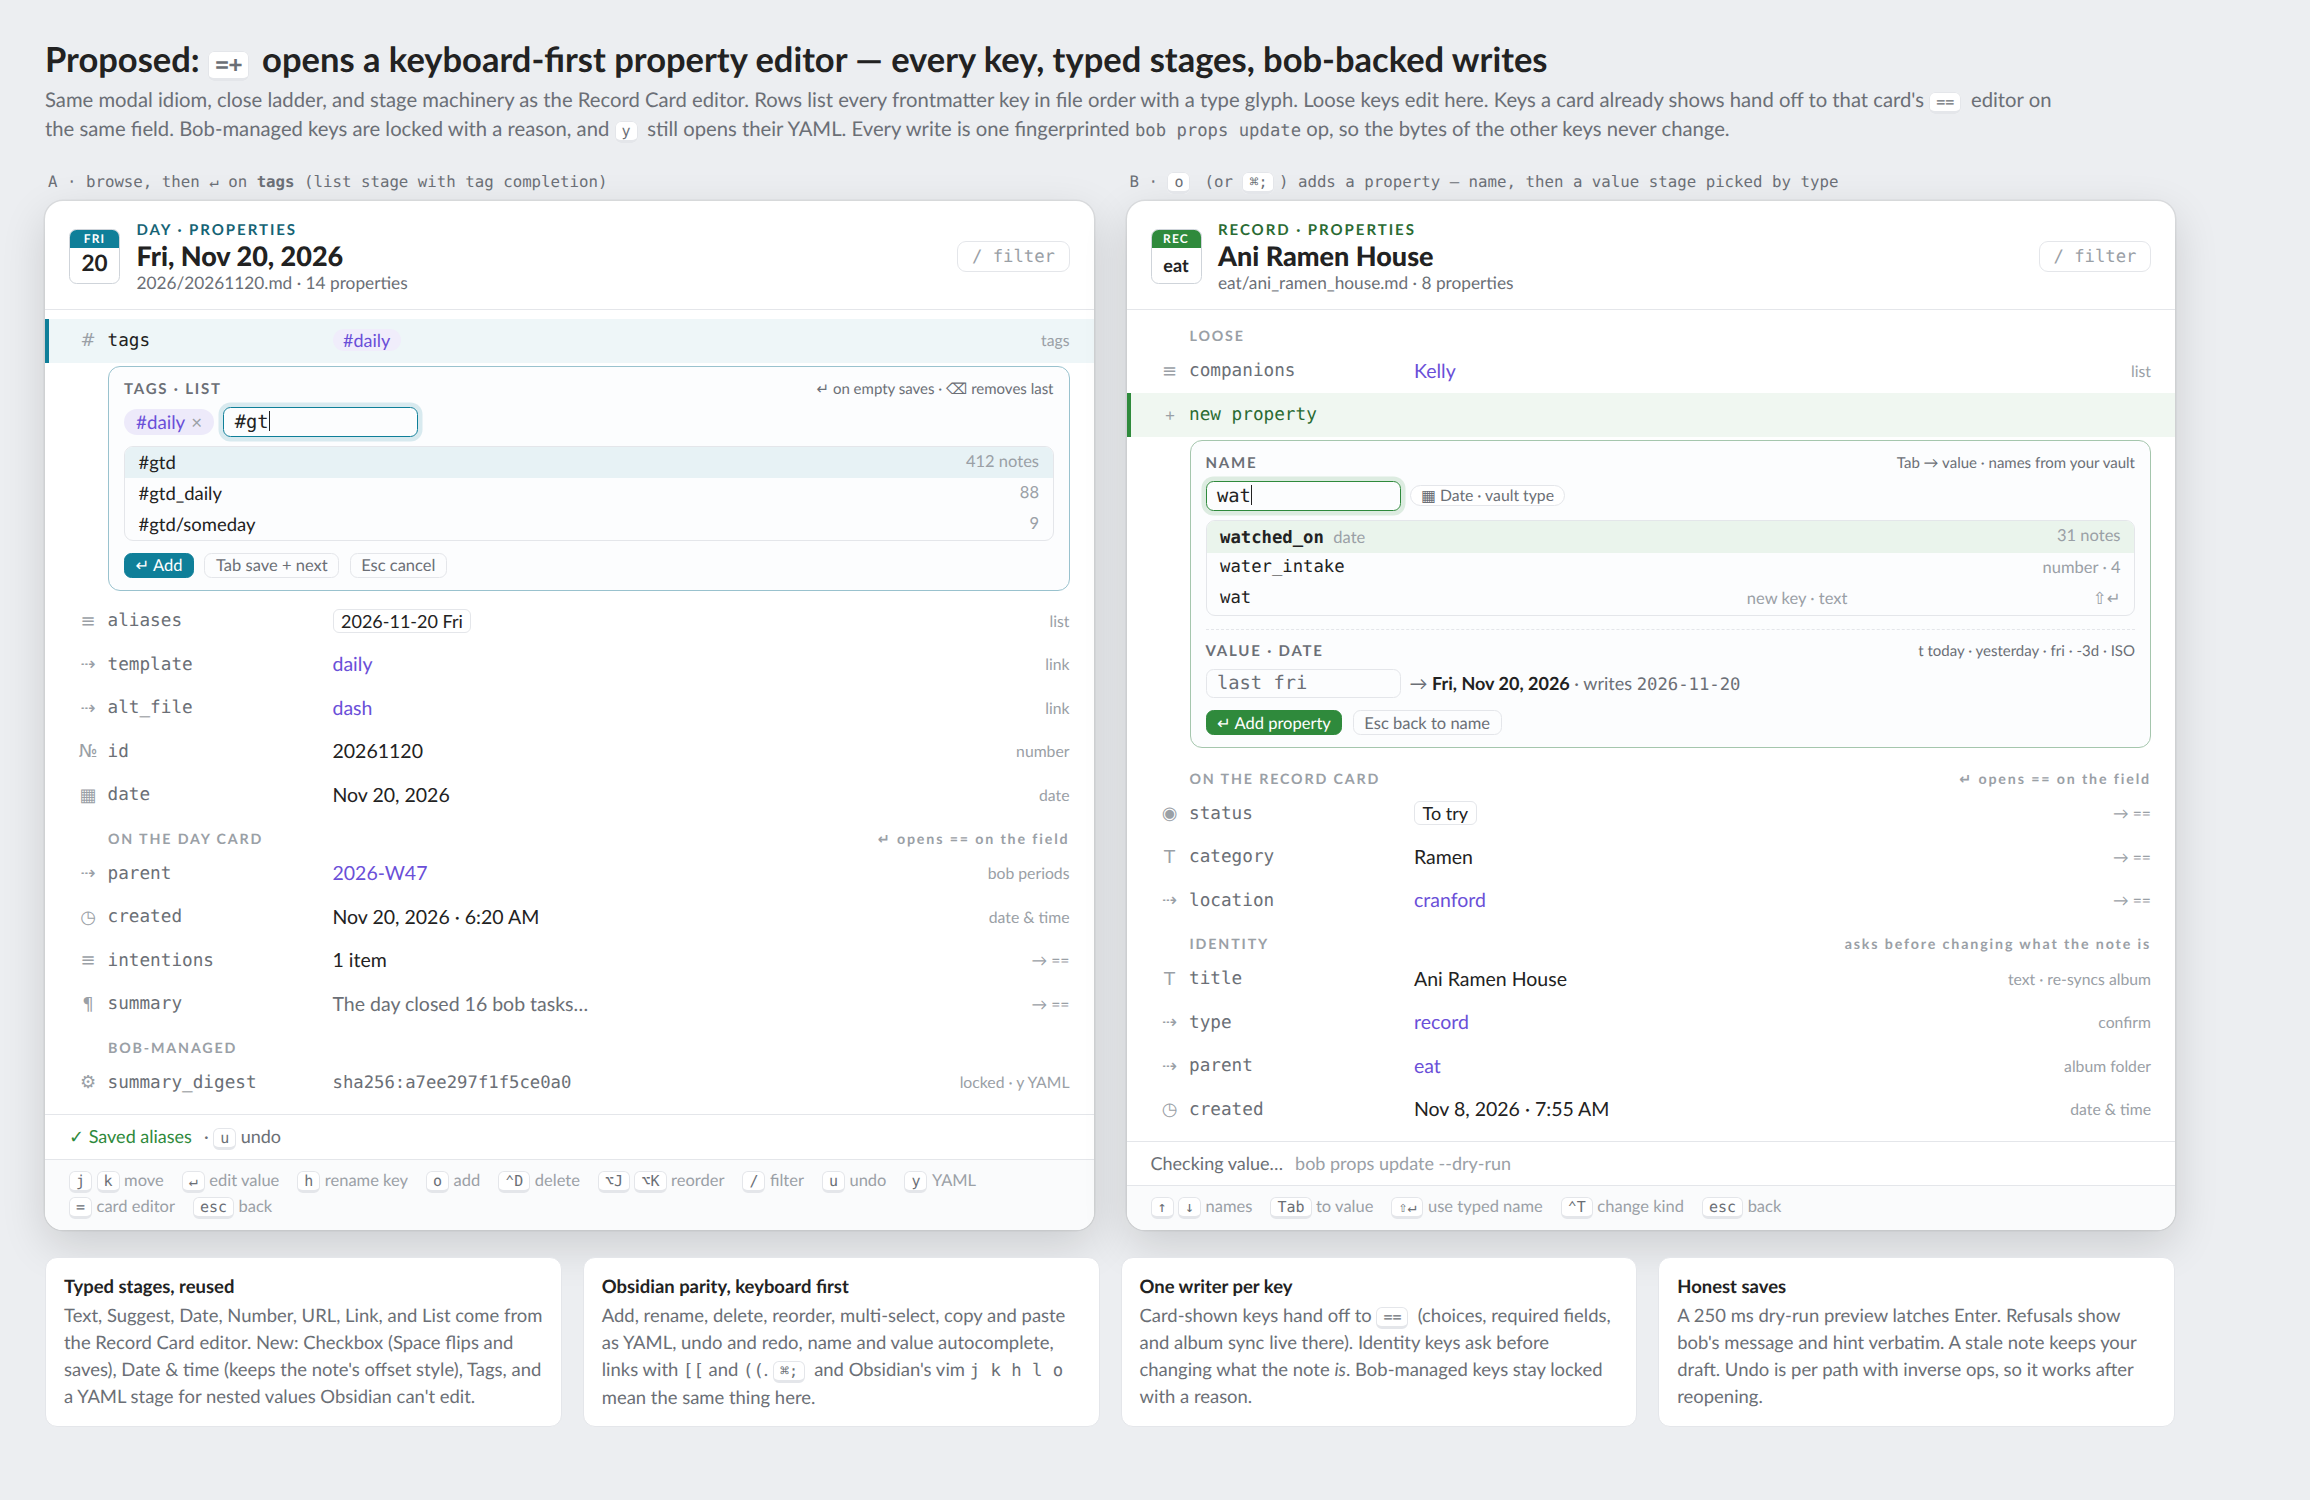 Proposed: =+ opens a keyboard-first property editor — every key, typed stages, bob-backed writes
Same modal idiom, close ladder, and stage machinery as the Record Card editor. Rows list every frontmatter key in file order with a type glyph. Loose keys edit here. Keys a card already shows hand off to that card's == editor on
the same field. Bob-managed keys are locked with a reason, and y still opens their YAML. Every write is one fingerprinted bob props update op, so the bytes of the other keys never change.
A · browse, then ↵ on tags (list stage with tag completion)
FRI
20
DAY · PROPERTIES
Fri, Nov 20, 2026
2026/20261120.md · 14 properties
/ filter
# tags #daily tags
TAGS · LIST ↵ on empty saves · ⌫ removes last
#daily × #gt
#gtd 412 notes
#gtd_daily 88
#gtd/someday 9
↵ Add Tab save + next Esc cancel
≡ aliases 2026-11-20 Fri list
⇢ template daily link
⇢ alt_file dash link
№ id 20261120 number
▦ date Nov 20, 2026 date
ON THE DAY CARD ↵ opens == on the field
⇢ parent 2026-W47 bob periods
◷ created Nov 20, 2026 · 6:20 AM date & time
≡ intentions 1 item → ==
¶ summary The day closed 16 bob tasks… → ==
BOB-MANAGED
⚙ summary_digest sha256:a7ee297f1f5ce0a0 locked · y YAML
✓ Saved aliases · u undo
j k move ↵ edit value h rename key o add ^D delete ⌥J ⌥K reorder / filter u undo y YAML
= card editor esc back
B · o (or ⌘;) adds a property — name, then a value stage picked by type
REC
eat
RECORD · PROPERTIES
Ani Ramen House
eat/ani_ramen_house.md · 8 properties
/ filter
LOOSE
≡ companions Kelly list
+ new property
NAME Tab → value · names from your vault
wat ▦ Date · vault type
watched_on date 31 notes
water_intake number · 4
wat new key · text ⇧↵
VALUE · DATE t today · yesterday · fri · -3d · ISO
last fri → Fri, Nov 20, 2026 · writes 2026-11-20
↵ Add property Esc back to name
ON THE RECORD CARD ↵ opens == on the field
◉ status To try → ==
T category Ramen → ==
⇢ location cranford → ==
IDENTITY asks before changing what the note is
T title Ani Ramen House text · re-syncs album
⇢ type record confirm
⇢ parent eat album folder
◷ created Nov 8, 2026 · 7:55 AM date & time
Checking value… bob props update --dry-run
↑ ↓ names Tab to value ⇧↵ use typed name ^T change kind esc back
Typed stages, reused
Text, Suggest, Date, Number, URL, Link, and List come from
the Record Card editor. New: Checkbox (Space flips and
saves), Date & time (keeps the note's offset style), Tags, and
a YAML stage for nested values Obsidian can't edit.
Obsidian parity, keyboard first
Add, rename, delete, reorder, multi-select, copy and paste
as YAML, undo and redo, name and value autocomplete,
links with [[ and ((. ⌘; and Obsidian's vim j k h l o
mean the same thing here.
One writer per key
Card-shown keys hand off to == (choices, required fields,
and album sync live there). Identity keys ask before
changing what the note is. Bob-managed keys stay locked
with a reason.
Honest saves
A 250 ms dry-run preview latches Enter. Refusals show
bob's message and hint verbatim. A stale note keeps your
draft. Undo is per path with inverse ops, so it works after
reopening.